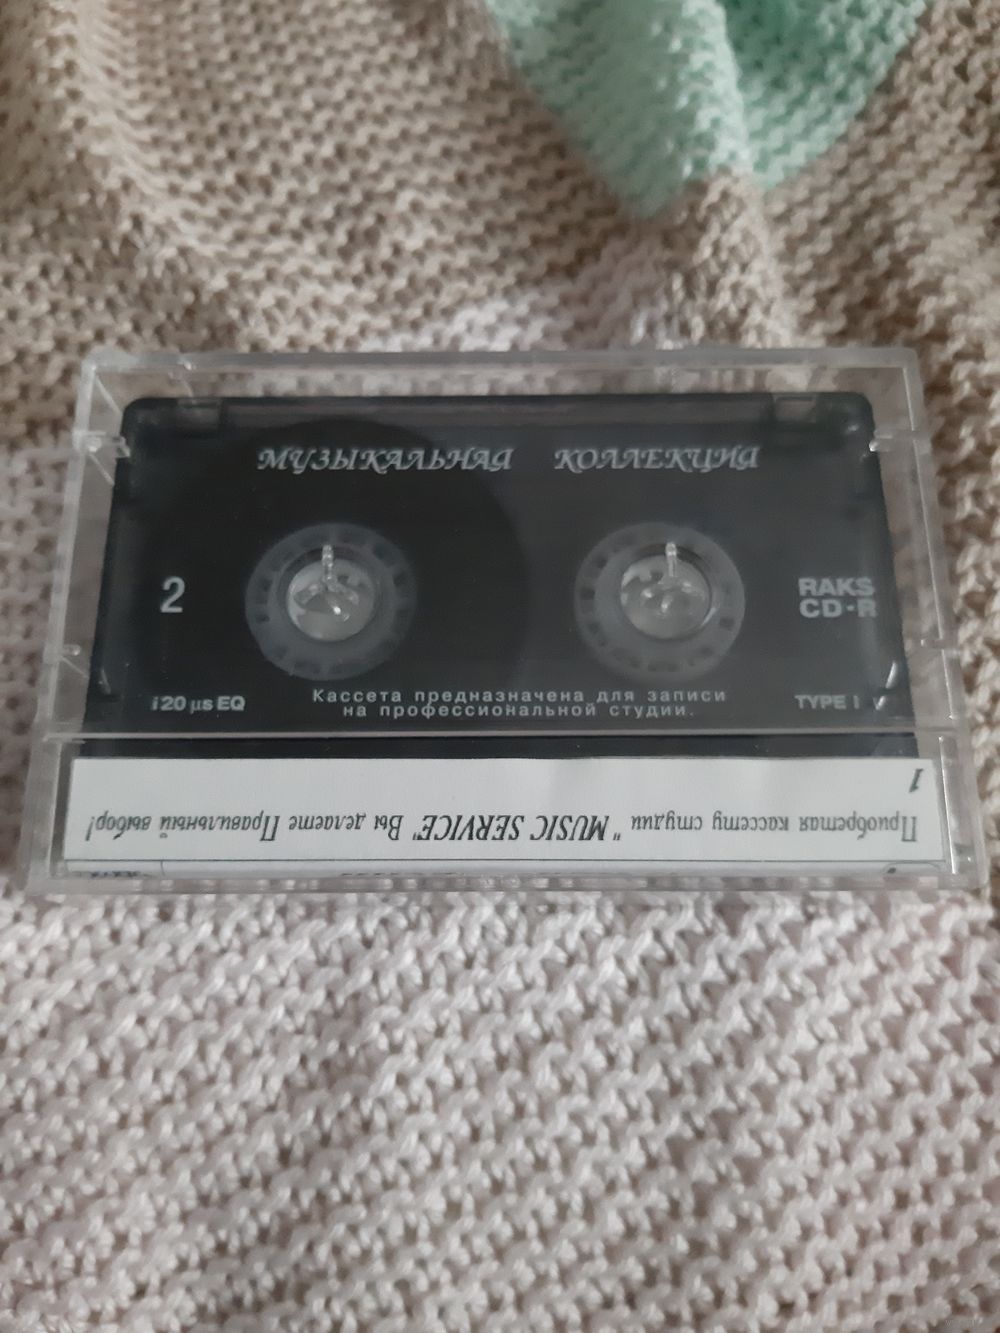 МУЗЫКАЛЬНАЯ КОЛЛЕКЦИЯ
2
RAKS
CD-R
120 µs EQ
Кассета предназначена для записи
на профессиональной студии.
TYPE I
1
Приобретая кассету студии "MUSIC SERVICE" Вы делаете Правильный выбор!